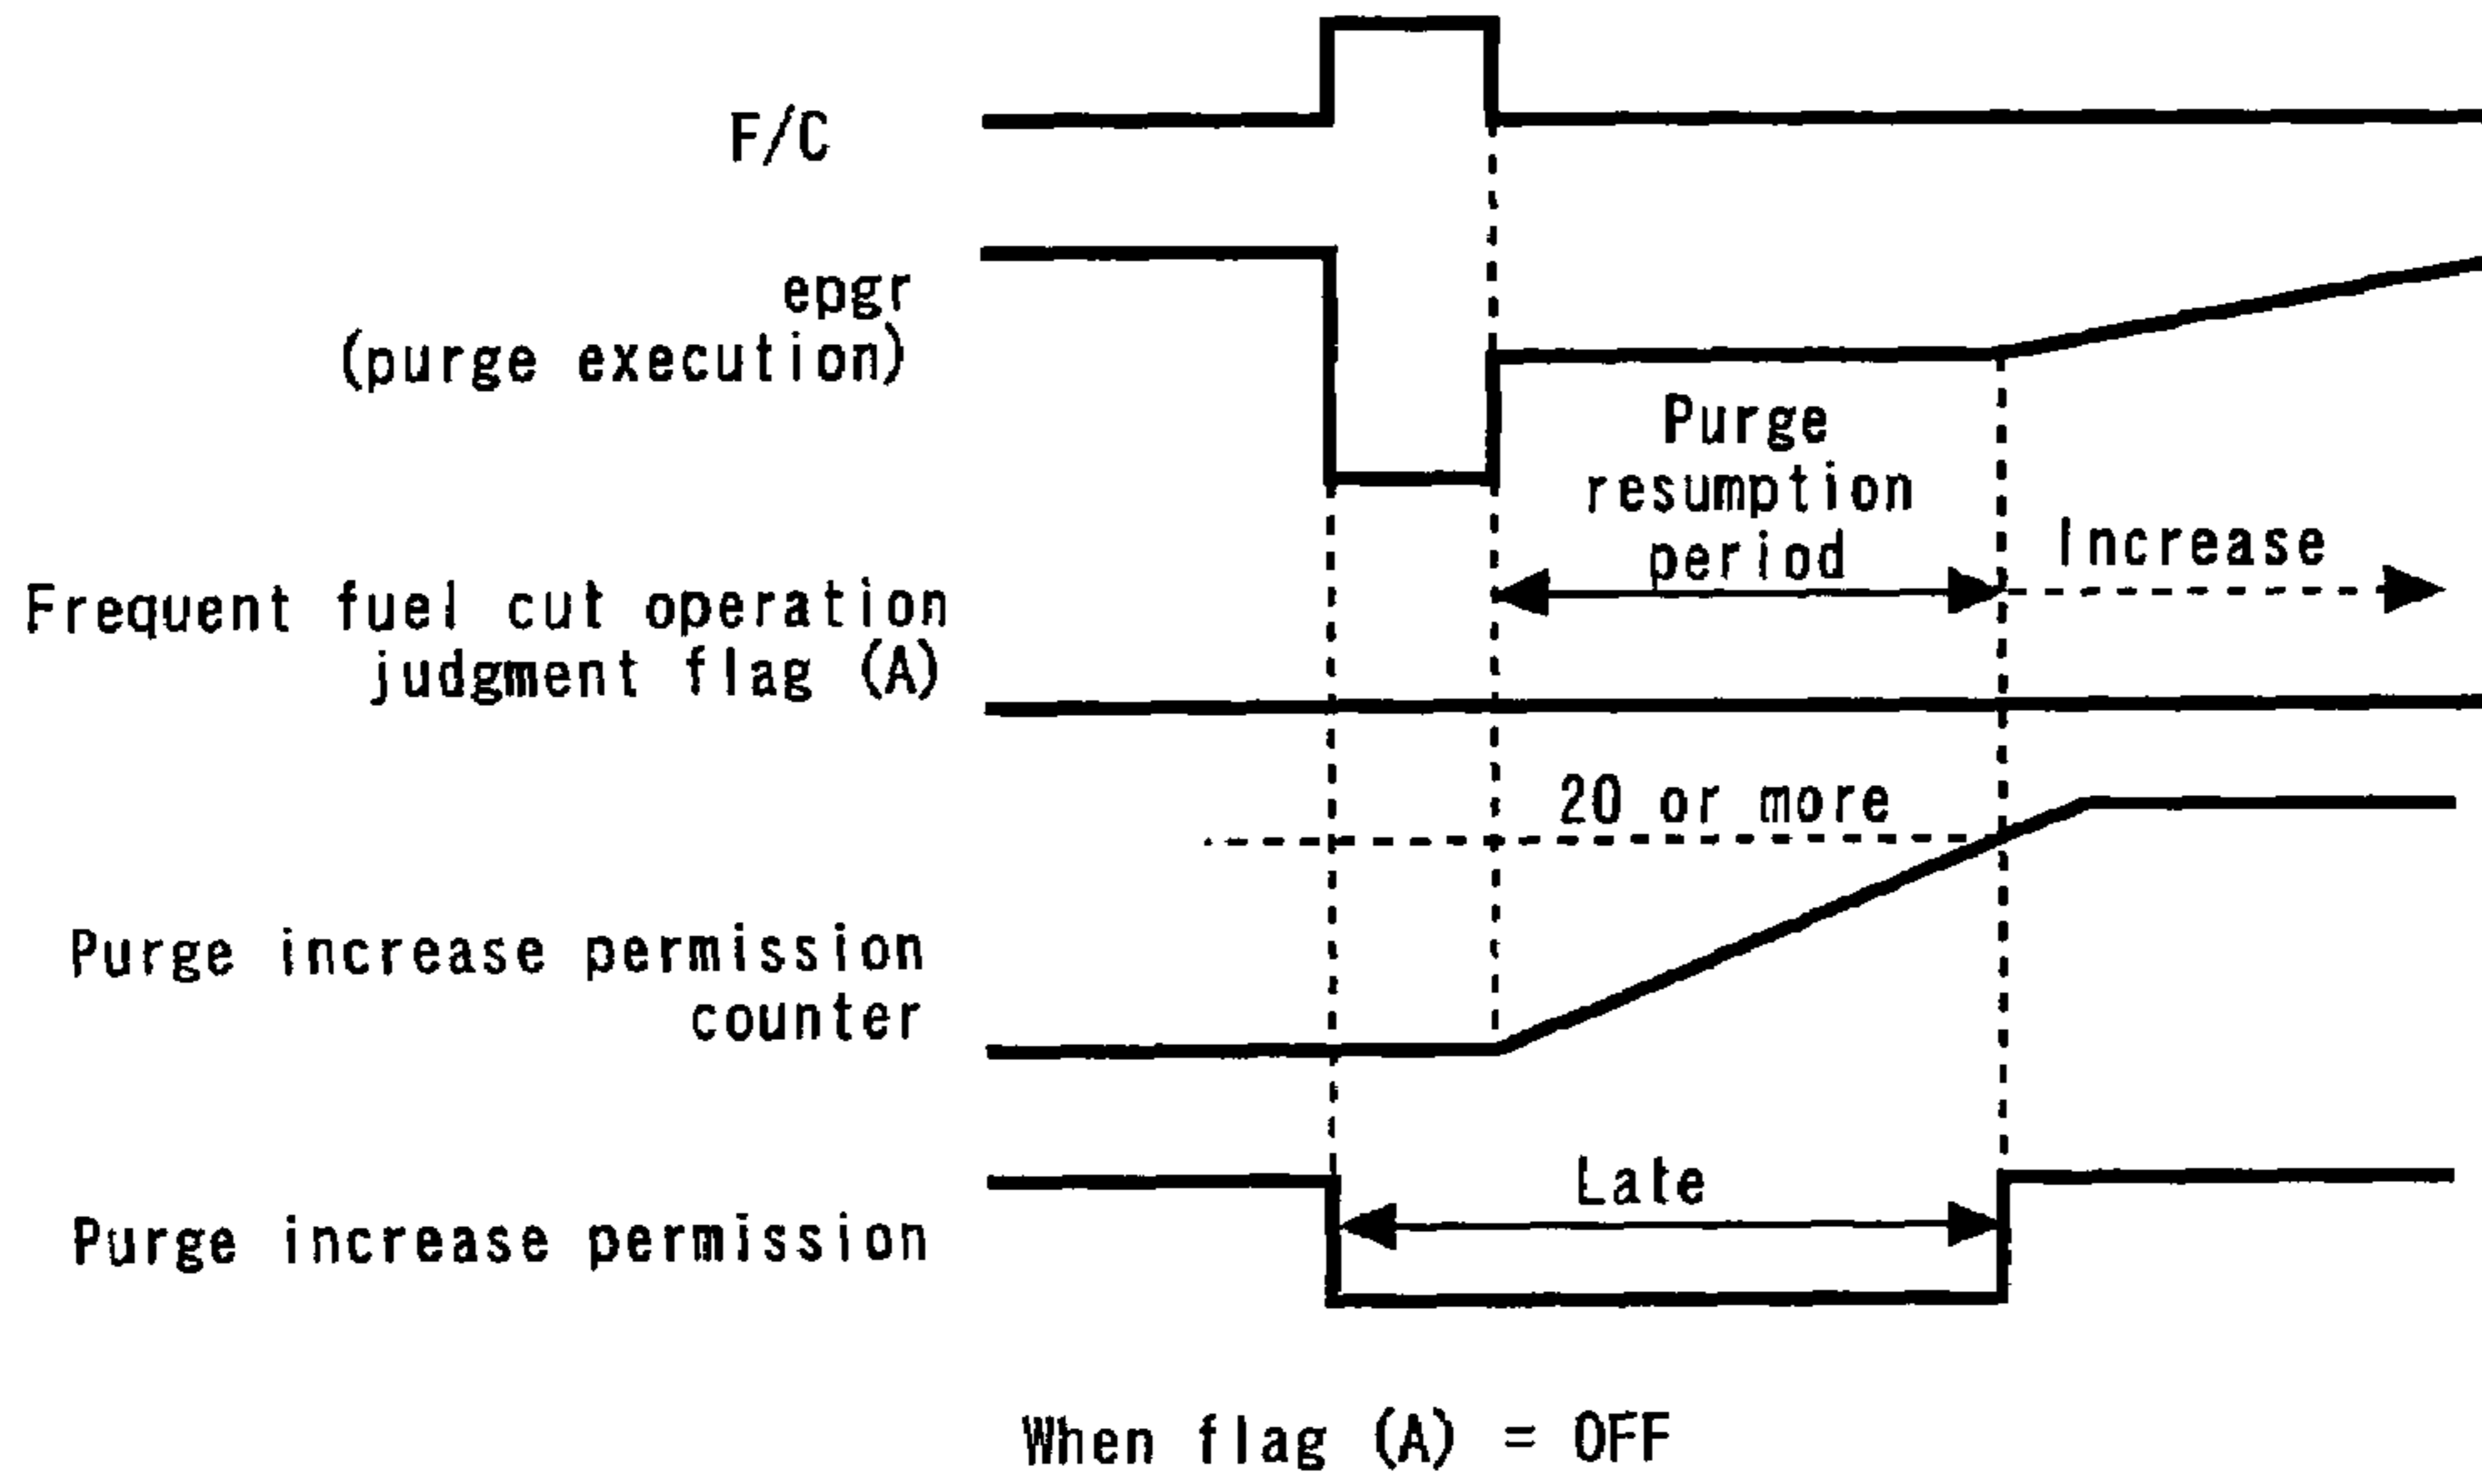 F/C
epgr
(purge execution)
Purge
resumption
period
Increase
Frequent fuel cut operation
judgment flag (A)
20 or more
Purge increase permission
counter
Late
Purge increase permission
When flag (A) = OFF